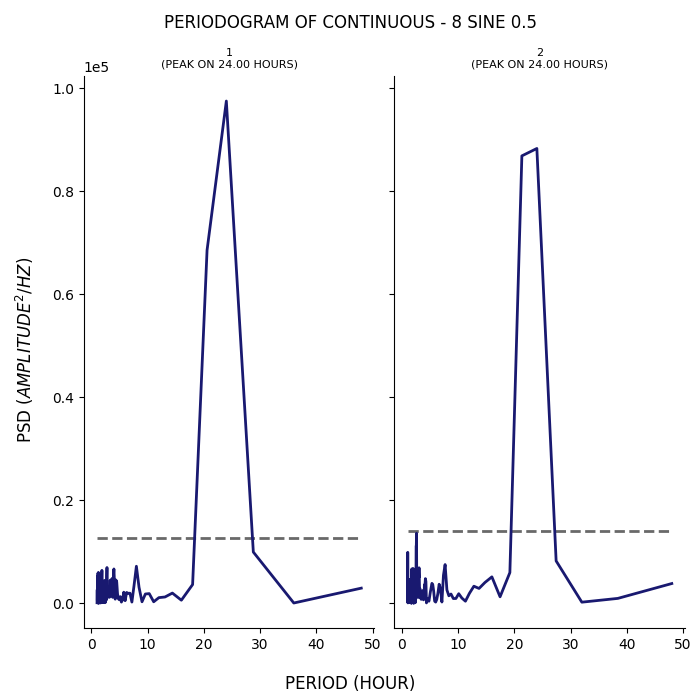 PERIODOGRAM OF CONTINUOUS - 8 SINE 0.5
1
(PEAK ON 24.00 HOURS)
2
(PEAK ON 24.00 HOURS)
1e5
1.0
0.8
0.6
0.4
0.2
0.0
PSD (AMPLITUDE²/HZ)
0 10 20 30 40 50
0 10 20 30 40 50
PERIOD (HOUR)